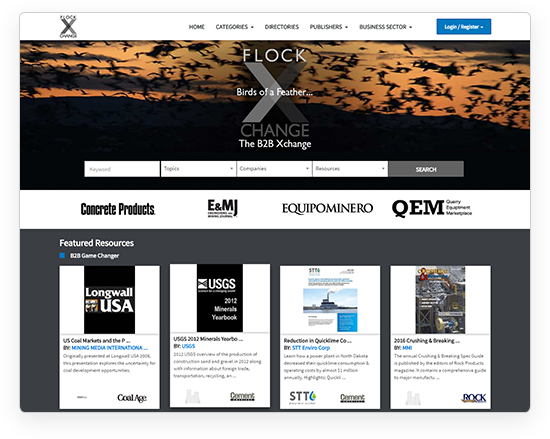 FLOCK
X
CHANGE
HOME CATEGORIES DIRECTORIES PUBLISHERS BUSINESS SECTOR Login / Register
FLOCK
X
Birds of a Feather...
CHANGE
The B2B Xchange
Keyword Topics Companies Resources SEARCH
Concrete Products. E&MJ EQUIPOMINERO QEM
ENGINEERING AND MINING JOURNAL
Quarry Equipment Marketplace
Featured Resources
B2B Game Changer
Longwall USA
USGS
2012 Minerals Yearbook
STT
US Coal Markets and the P ...
BY: MINING MEDIA INTERNATIONA ...
Originally presented at Longwall USA 2009,
this presentation explores the uncertainty for
coal development opportunities.
Coal Age
USGS 2012 Minerals Yearbo ...
BY: USGS
2012 USGS overview of the production of
construction sand and gravel in 2012 along
with information about foreign trade,
transportation, recycling, an ...
Cement
Reduction in Quicklime Co ...
BY: STT Enviro Corp
Learn how a power plant in North Dakota
decreased their quicklime consumption &
operating costs by almost $1 million
annually. Highlights: Quickl ...
STT
Cement
2016 Crushing & Breaking ...
BY: MMI
The annual Crushing & Breaking Spec Guide
is published by the editors of Rock Products
magazine. It contains a comprehensive guide
to major manufactu ...
ROCK